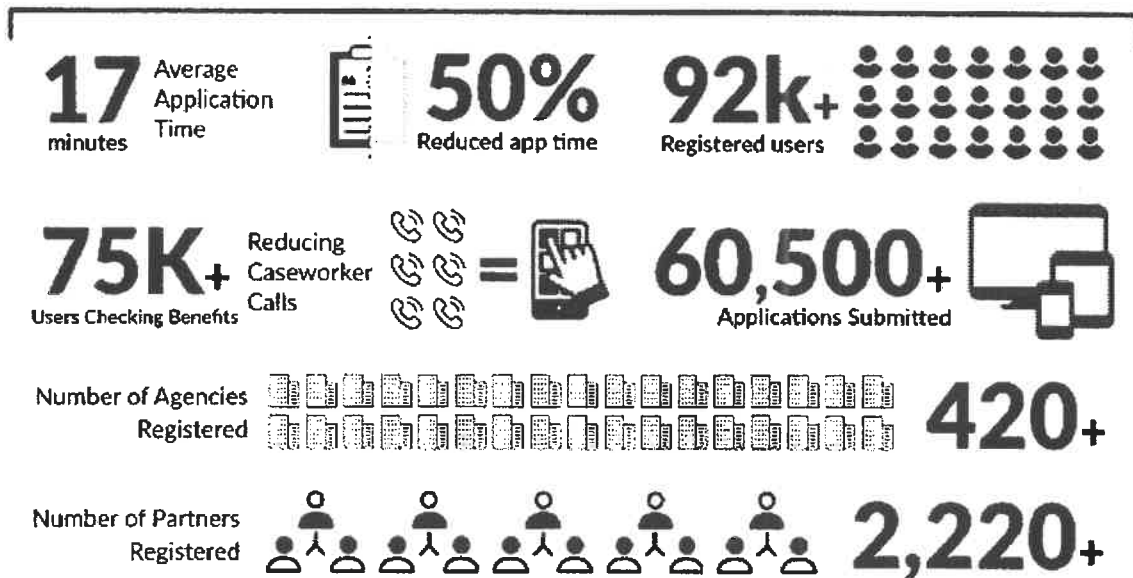 17
minutes
Average
Application
Time
50%
Reduced app time
92k+
Registered users
75K+
Users Checking Benefits
Reducing
Caseworker
Calls
=
60,500+
Applications Submitted
Number of Agencies
Registered
420+
Number of Partners
Registered
2,220+